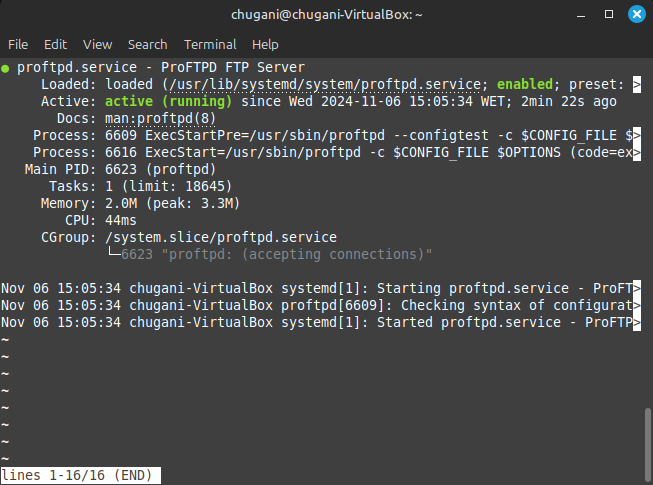 chugani@chugani-VirtualBox: ~
File Edit View Search Terminal Help
● proftpd.service - ProFTPD FTP Server
     Loaded: loaded (/usr/lib/systemd/system/proftpd.service; enabled; preset: >
     Active: active (running) since Wed 2024-11-06 15:05:34 WET; 2min 22s ago
       Docs: man:proftpd(8)
    Process: 6609 ExecStartPre=/usr/sbin/proftpd --configtest -c $CONFIG_FILE $>
    Process: 6616 ExecStart=/usr/sbin/proftpd -c $CONFIG_FILE $OPTIONS (code=ex>
   Main PID: 6623 (proftpd)
      Tasks: 1 (limit: 18645)
     Memory: 2.0M (peak: 3.3M)
        CPU: 44ms
     CGroup: /system.slice/proftpd.service
             └─6623 "proftpd: (accepting connections)"

Nov 06 15:05:34 chugani-VirtualBox systemd[1]: Starting proftpd.service - ProFT>
Nov 06 15:05:34 chugani-VirtualBox proftpd[6609]: Checking syntax of configurat>
Nov 06 15:05:34 chugani-VirtualBox systemd[1]: Started proftpd.service - ProFTP>
~
~
~
~
~
~
~
~
lines 1-16/16 (END)